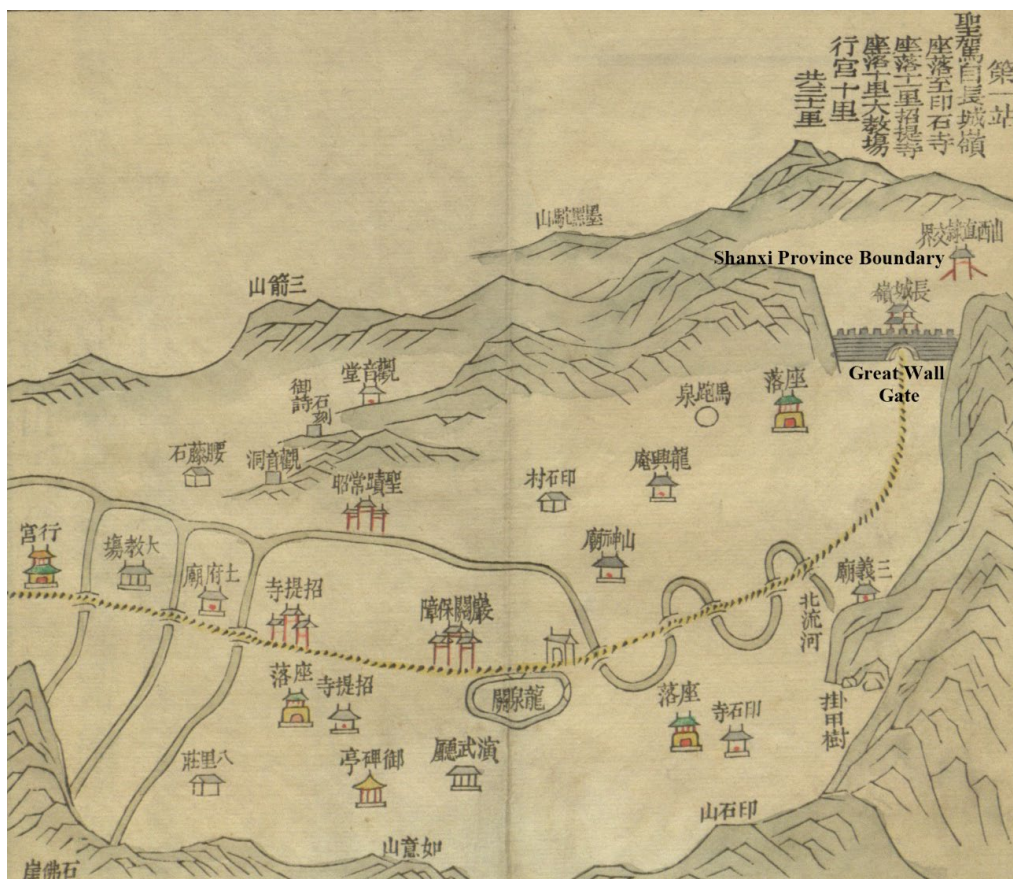 第一站
聖駕自長城嶺
座落至印石寺
座落十里招提寺
座落十里大教場
行宮十里
共三十里
山西直隸交界
Shanxi Province Boundary
長城嶺
Great Wall
Gate
三箭山
觀音堂
御詩
石刻
座落
馬跑泉
龍興庵
印石村
腰藤石
觀音洞
聖蹟常昭
山神廟
三義廟
北流河
掛甲樹
行宮
大教場
土府廟
招提寺
巖關保障
龍泉關
座落
印石寺
座落
招提寺
演武廳
御碑亭
八里莊
印石山
如意山
石佛崖